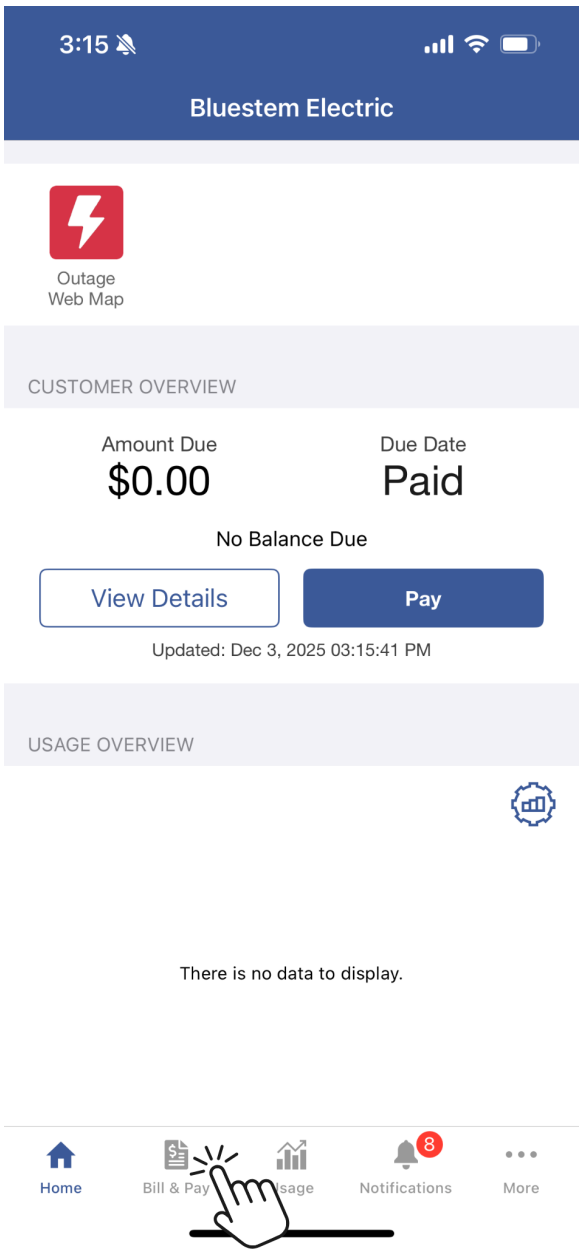 3:15
Bluestem Electric
Outage
Web Map
CUSTOMER OVERVIEW
Amount Due
Due Date
$0.00
Paid
No Balance Due
View Details
Pay
Updated: Dec 3, 2025 03:15:41 PM
USAGE OVERVIEW
There is no data to display.
8
Home
Bill & Pay
Usage
Notifications
More